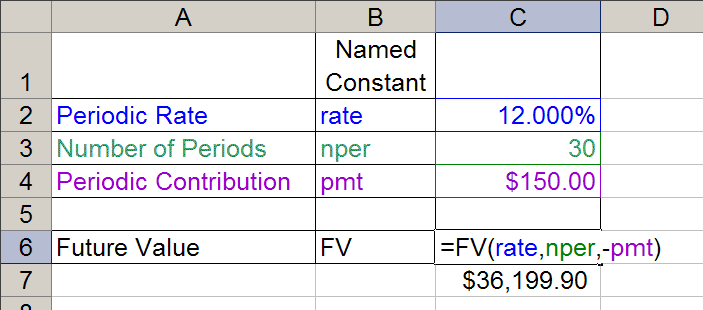 A B C D
1 Named Constant
2 Periodic Rate rate 12.000%
3 Number of Periods nper 30
4 Periodic Contribution pmt $150.00
5
6 Future Value FV =FV(rate,nper,-pmt)
7 $36,199.90